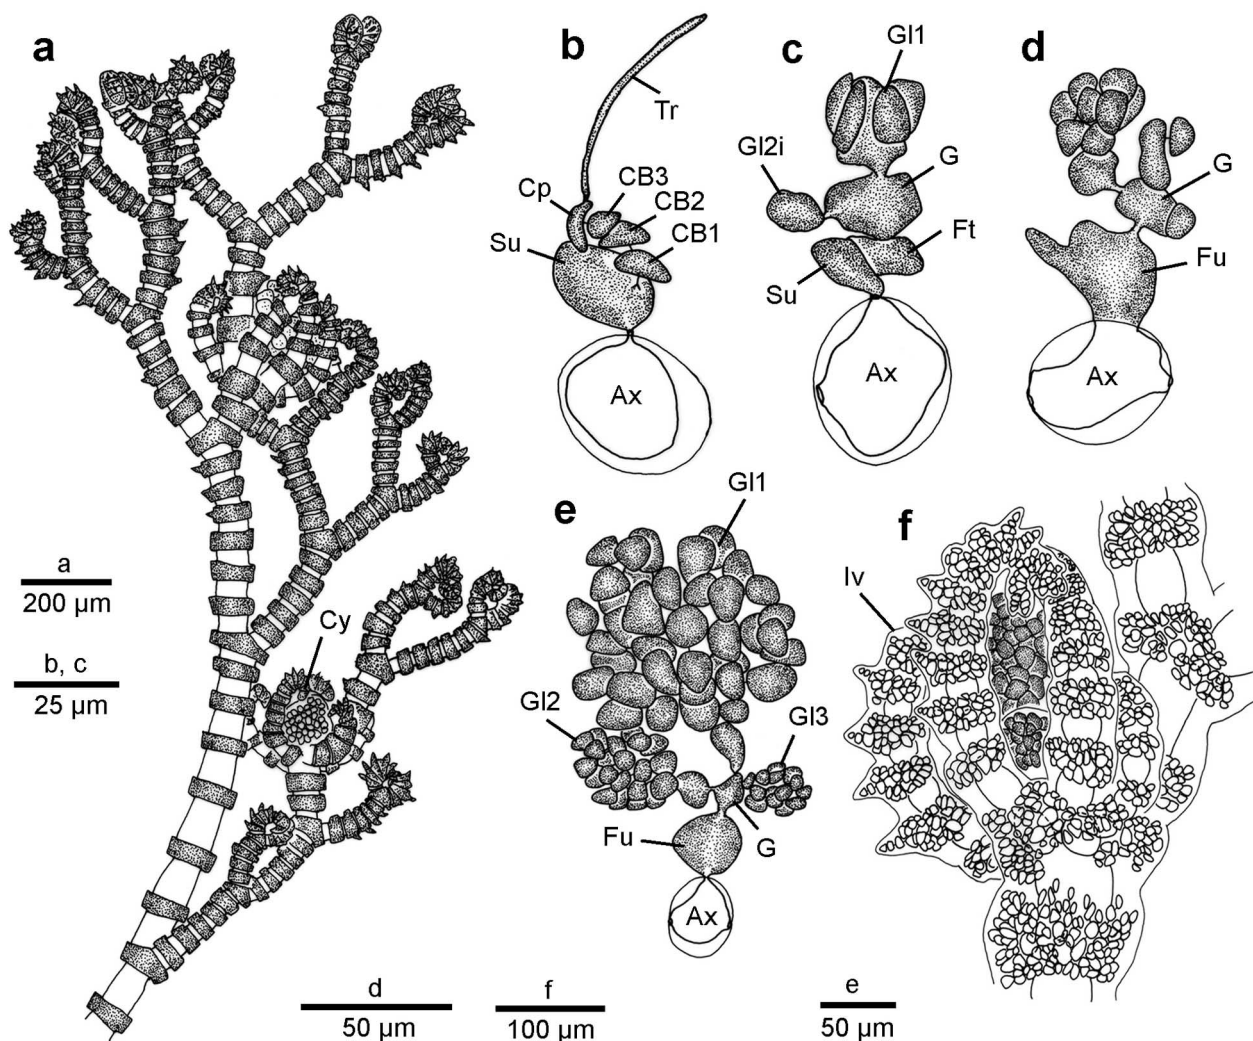 a
b
Tr
CB3
Cp
CB2
CB1
Su
Ax
c
Gl1
Gl2i
G
Ft
Su
Ax
d
G
Fu
Ax
a
200 µm
b, c
25 µm
Cy
e
Gl1
Gl2
Gl3
Fu
G
Ax
f
Iv
d
50 µm
f
100 µm
e
50 µm